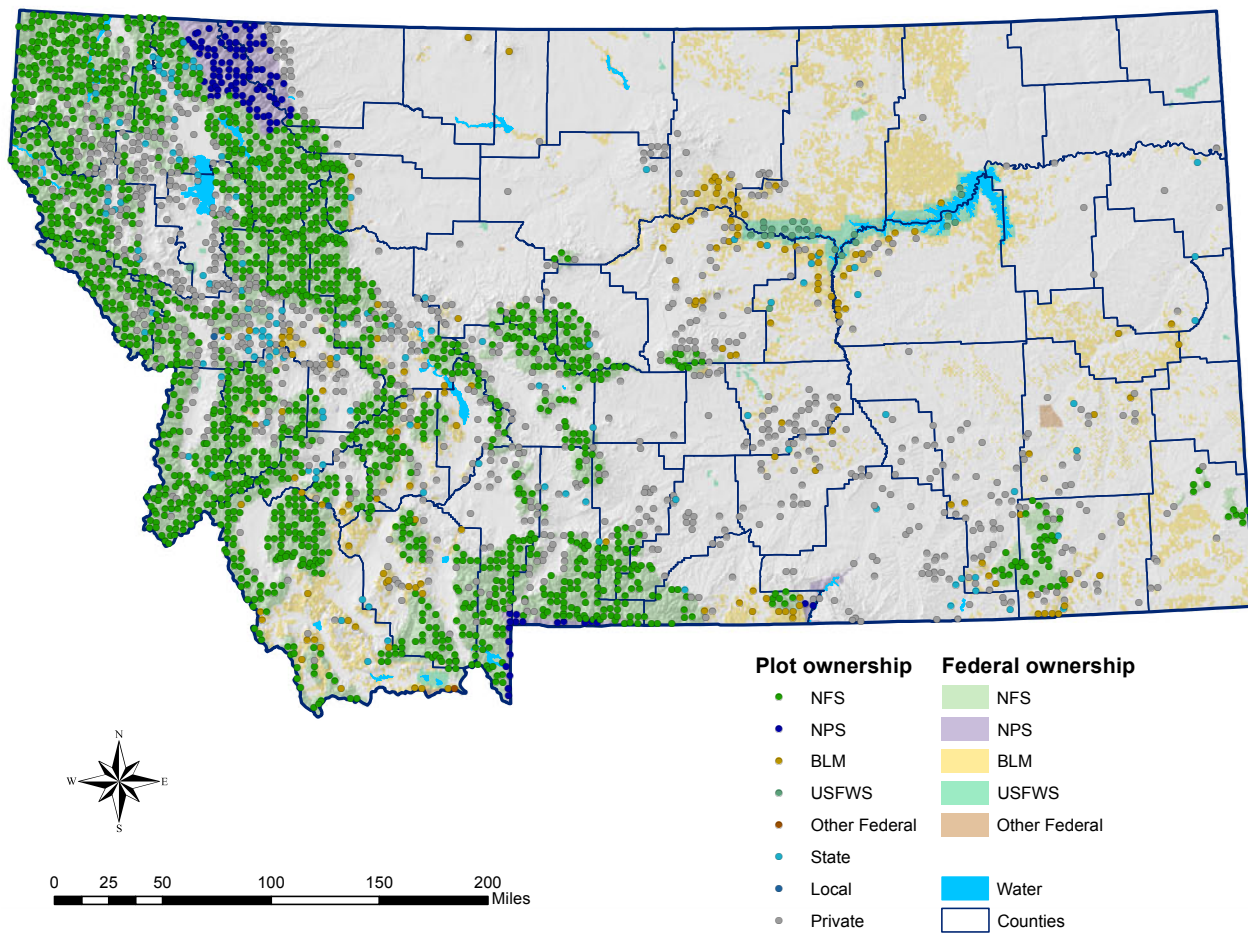 Plot ownership Federal ownership
NFS NFS
NPS NPS
BLM BLM
USFWS USFWS
Other Federal Other Federal
State
Local Water
Private Counties
N
W E
S
0 25 50 100 150 200
Miles